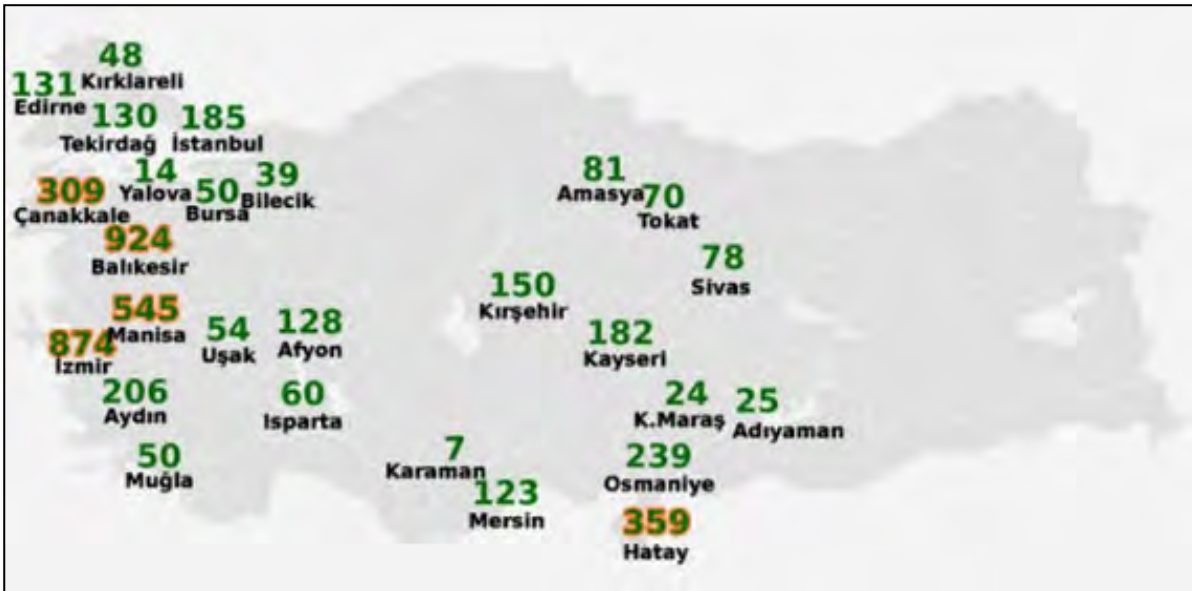 48
Kırklareli
131
Edirne
130
Tekirdağ
185
İstanbul
14
Yalova
50
Bursa
39
Bilecik
309
Çanakkale
924
Balıkesir
81
Amasya
70
Tokat
78
Sivas
150
Kırşehir
545
Manisa
874
İzmir
54
Uşak
128
Afyon
182
Kayseri
206
Aydın
60
Isparta
24
K.Maraş
25
Adıyaman
50
Muğla
7
Karaman
123
Mersin
239
Osmaniye
359
Hatay